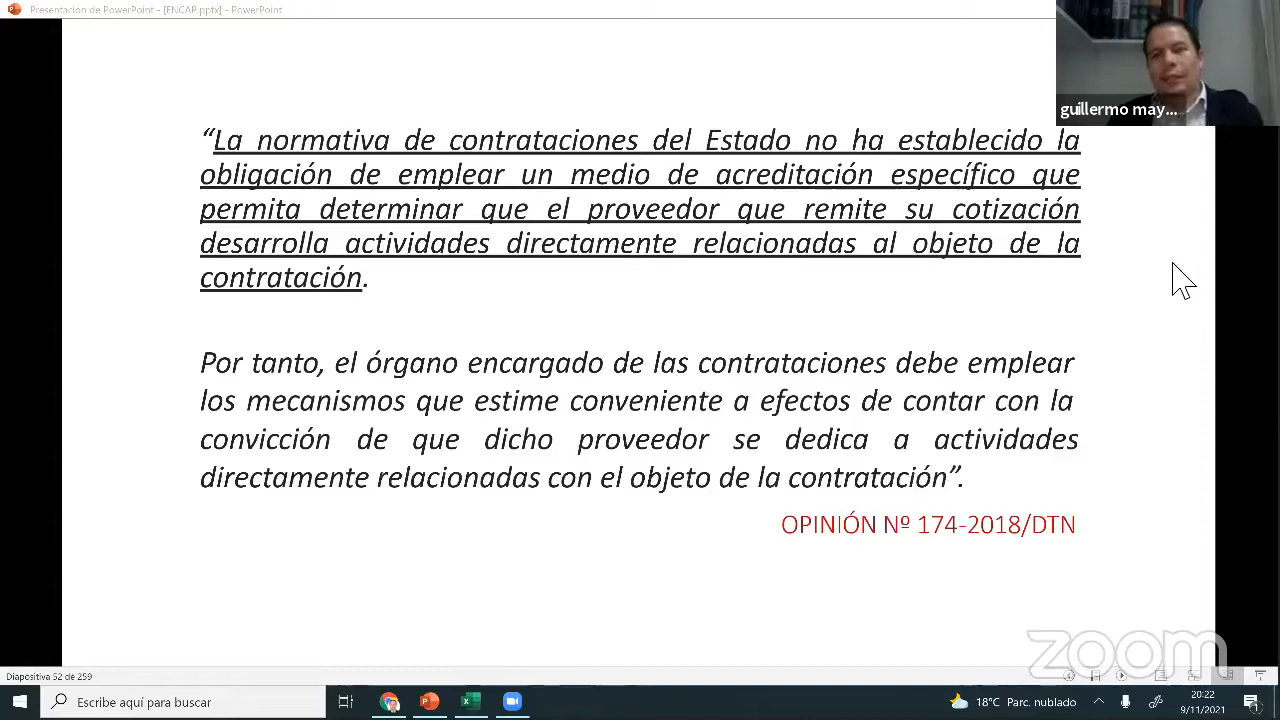 Presentación de PowerPoint - [ENCAP.pptx] - PowerPoint
guillermo may...
“La normativa de contrataciones del Estado no ha establecido la
obligación de emplear un medio de acreditación específico que
permita determinar que el proveedor que remite su cotización
desarrolla actividades directamente relacionadas al objeto de la
contratación.
Por tanto, el órgano encargado de las contrataciones debe emplear
los mecanismos que estime conveniente a efectos de contar con la
convicción de que dicho proveedor se dedica a actividades
directamente relacionadas con el objeto de la contratación”.
OPINIÓN Nº 174-2018/DTN
zoom
Diapositiva 52 de 259
Escribe aquí para buscar
18°C Parc. nublado
20:22
9/11/2021
1